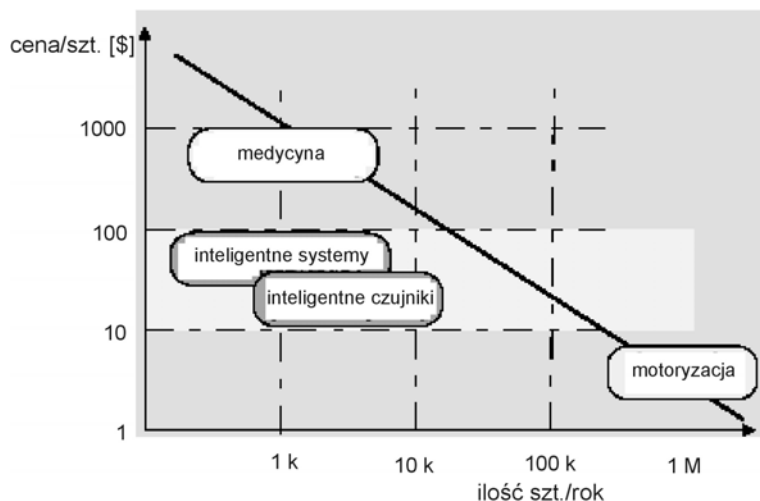 cena/szt. [$]
1000
medycyna
100
inteligentne systemy
inteligentne czujniki
10
motoryzacja
1
1 k
10 k
100 k
1 M
ilość szt./rok